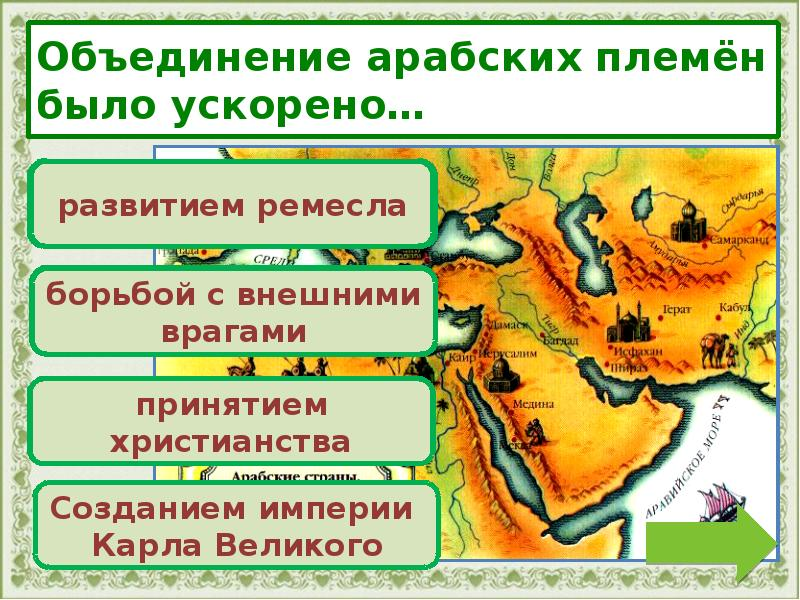 Объединение арабских племён
было ускорено…
развитием ремесла
борьбой с внешними
врагами
принятием
христианства
Созданием империи
Карла Великого
Днепр
Дон
Волга
Сырдарья
Амударья
Самарканд
СРЕДИ
Герат
Кабул
Инд
Тигр
Дамаск
Багдад
Исфахан
Шираз
Каир
Иерусалим
Медина
АРАВИЙСКОЕ МОРЕ
Арабские страны.